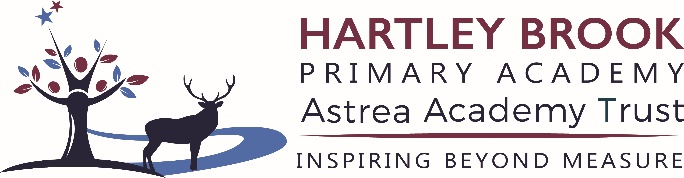 HARTLEY BROOK
PRIMARY ACADEMY
Astrea Academy Trust
INSPIRING BEYOND MEASURE